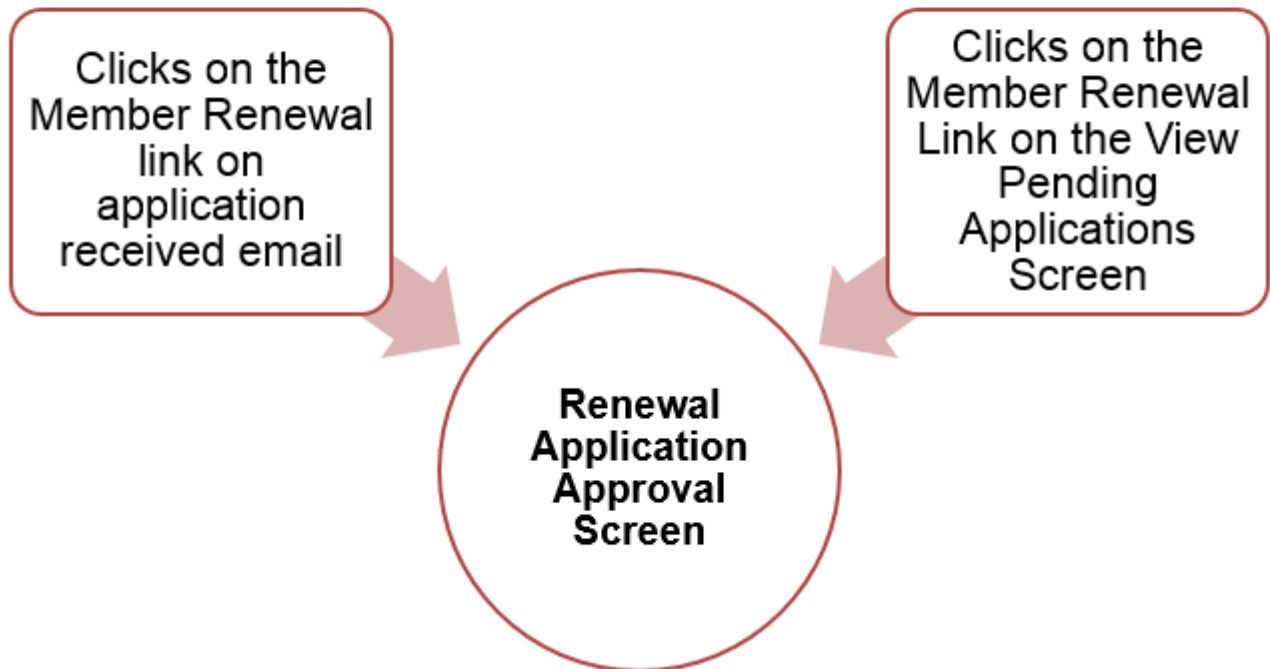 Clicks on the
Member Renewal
link on
application
received email
Clicks on the
Member Renewal
Link on the View
Pending
Applications
Screen
Renewal
Application
Approval
Screen